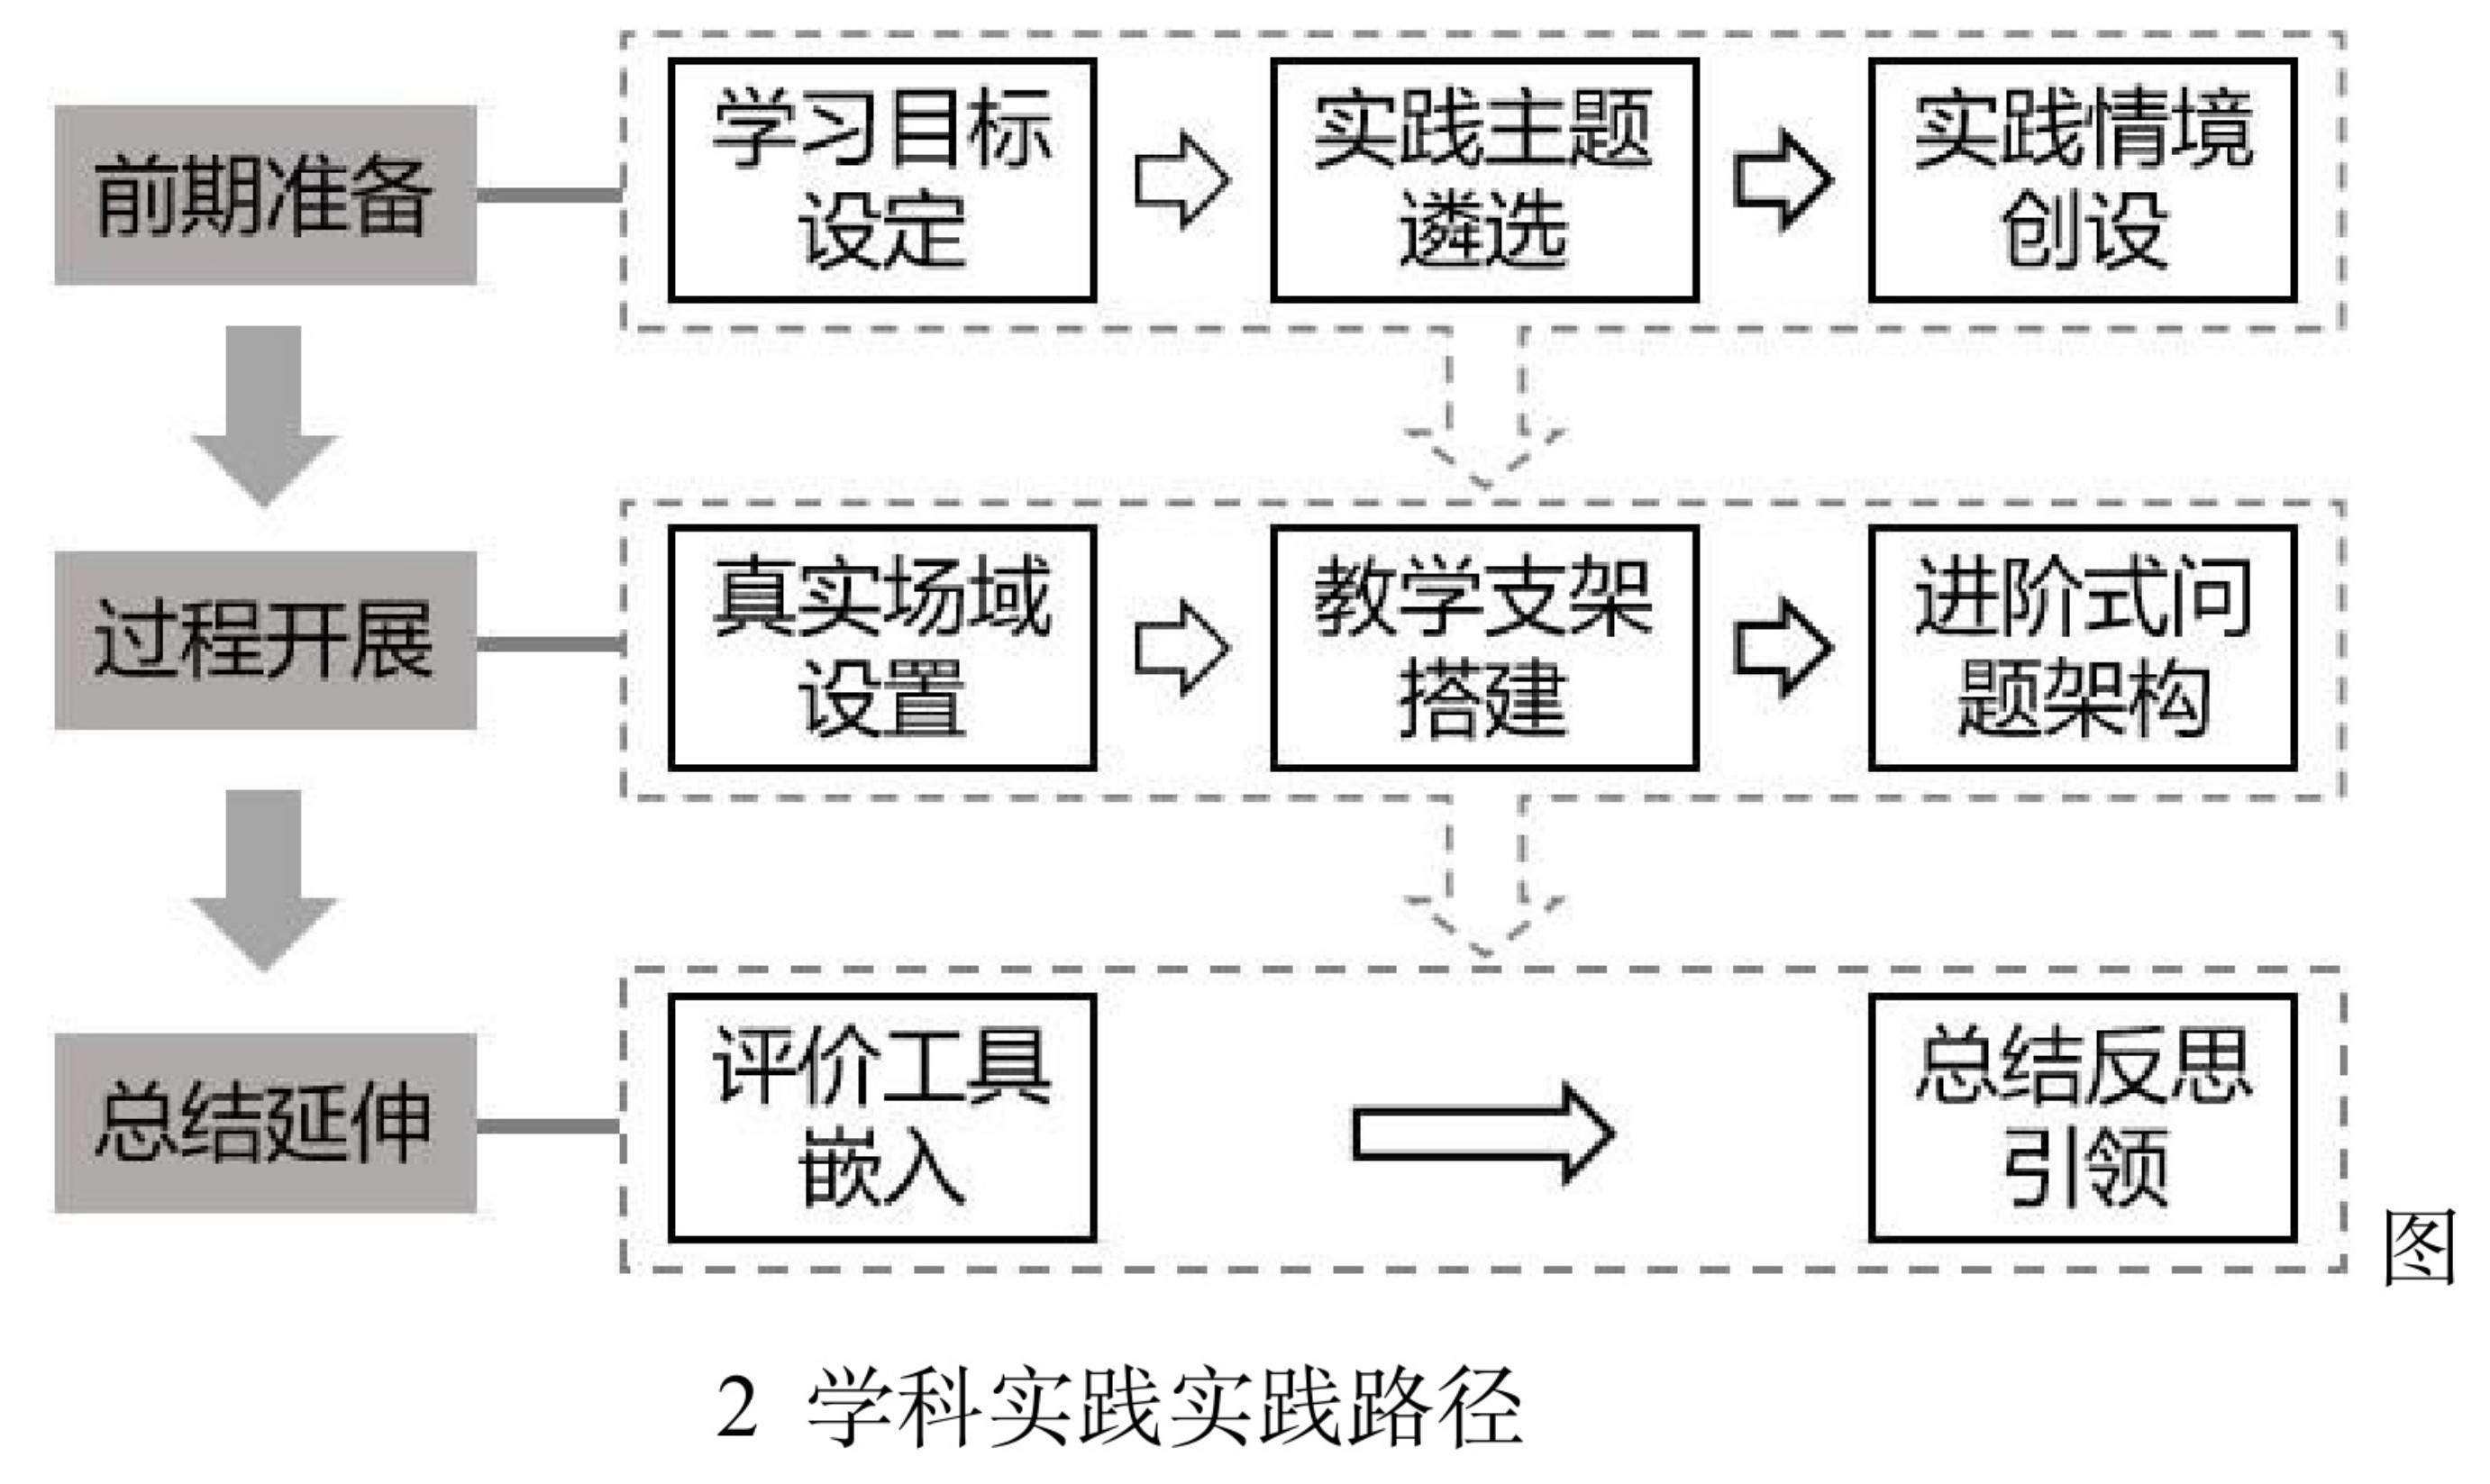 前期准备
学习目标
设定
实践主题
遴选
实践情境
创设
过程开展
真实场域
设置
教学支架
搭建
进阶式问
题架构
总结延伸
评价工具
嵌入
总结反思
引领
图
2 学科实践实践路径